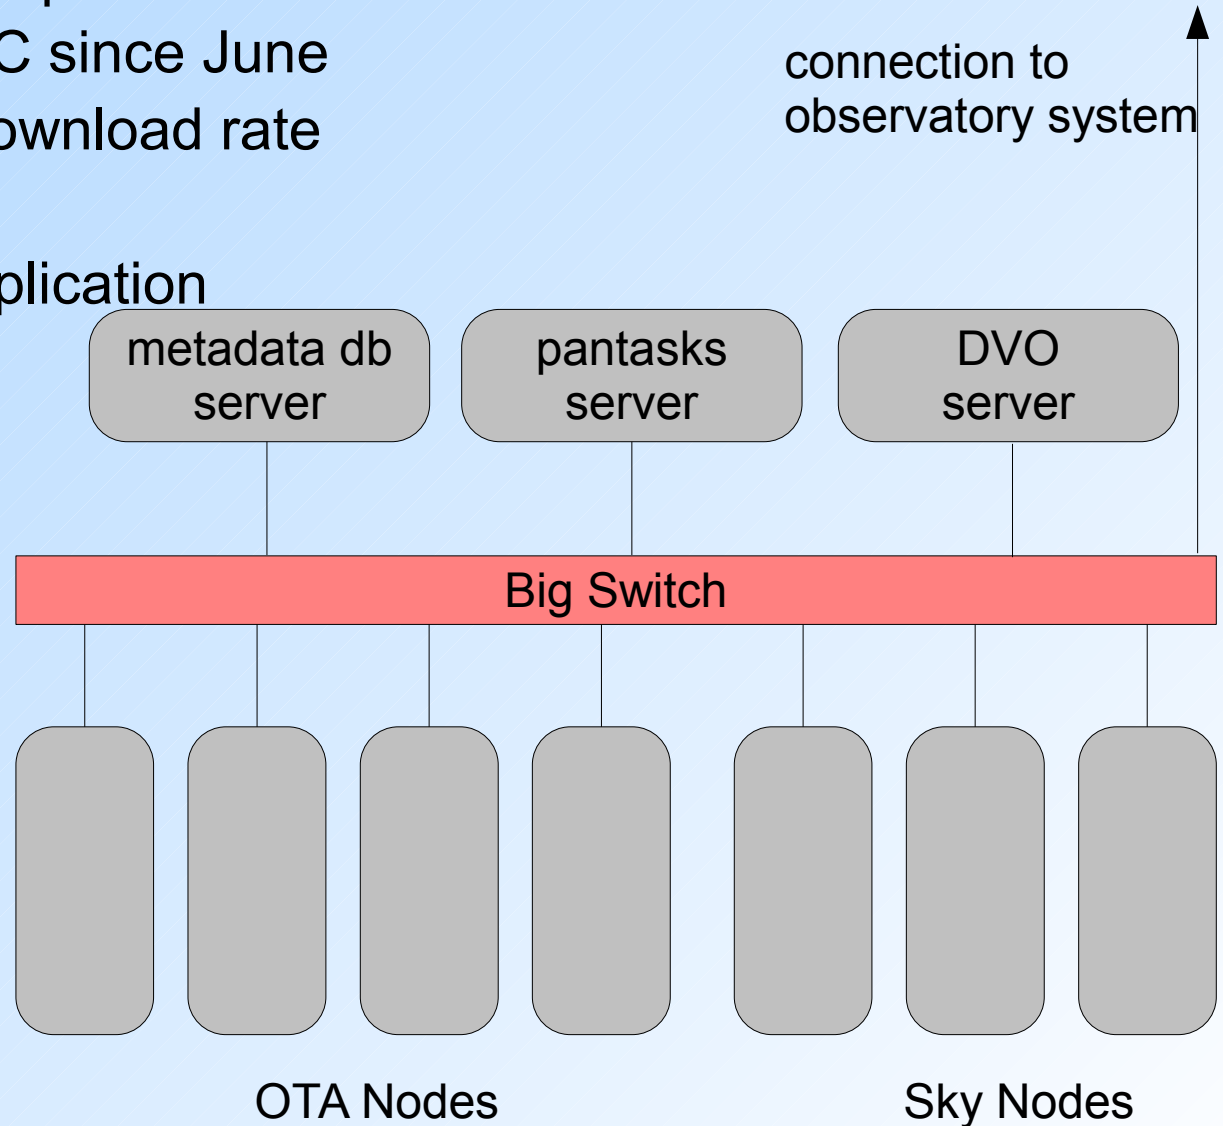 C since June
ownload rate
plication
connection to
observatory system
metadata db
server
pantasks
server
DVO
server
Big Switch
OTA Nodes
Sky Nodes